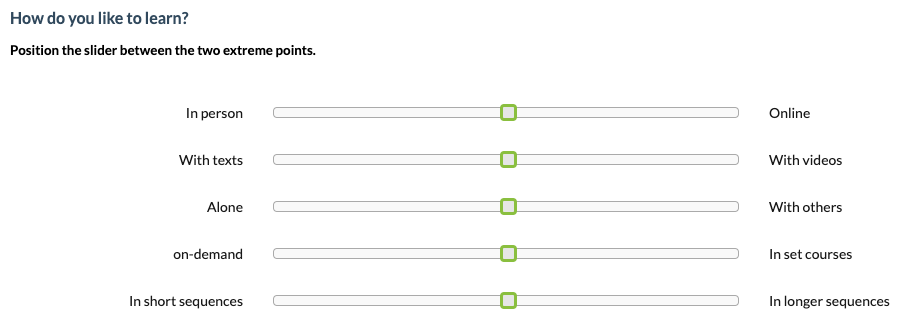 How do you like to learn?
Position the slider between the two extreme points.
In person Online
With texts With videos
Alone With others
on-demand In set courses
In short sequences In longer sequences